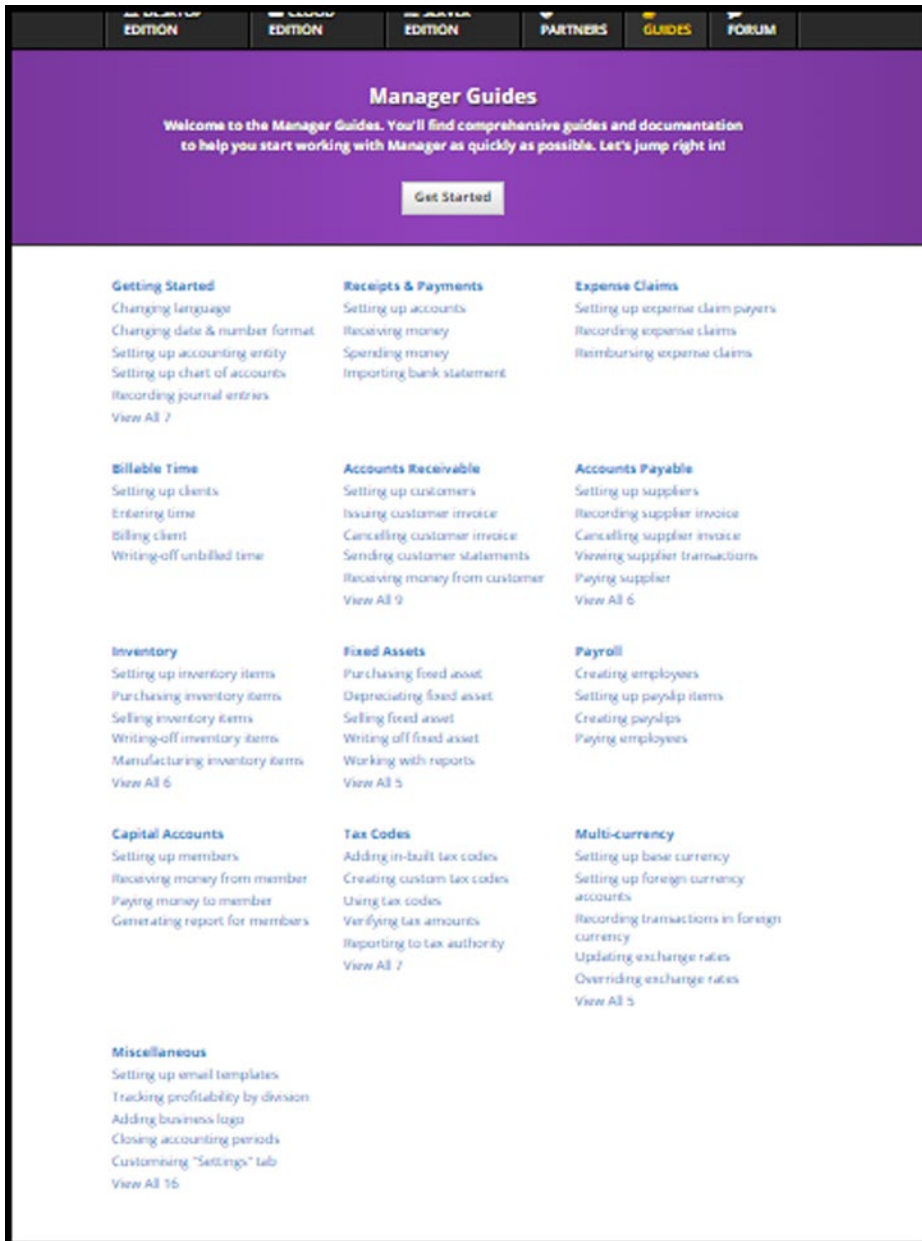 DESKTOP EDITION
CLOUD EDITION
SERVER EDITION
PARTNERS
GUIDES
FORUM
Manager Guides
Welcome to the Manager Guides. You'll find comprehensive guides and documentation
to help you start working with Manager as quickly as possible. Let's jump right in!
Get Started
Getting Started
Changing language
Changing date & number format
Setting up accounting entity
Setting up chart of accounts
Recording journal entries
View All 7
Receipts & Payments
Setting up accounts
Receiving money
Spending money
Importing bank statement
Expense Claims
Setting up expense claim payers
Recording expense claims
Reimbursing expense claims
Billable Time
Setting up clients
Entering time
Billing client
Writing-off unbilled time
Accounts Receivable
Setting up customers
Issuing customer invoice
Cancelling customer invoice
Sending customer statements
Receiving money from customer
View All 9
Accounts Payable
Setting up suppliers
Recording supplier invoice
Cancelling supplier invoice
Viewing supplier transactions
Paying supplier
View All 6
Inventory
Setting up inventory items
Purchasing inventory items
Selling inventory items
Writing-off inventory items
Manufacturing inventory items
View All 6
Fixed Assets
Purchasing fixed asset
Depreciating fixed asset
Selling fixed asset
Writing off fixed asset
Working with reports
View All 5
Payroll
Creating employees
Setting up payslip items
Creating payslips
Paying employees
Capital Accounts
Setting up members
Receiving money from member
Paying money to member
Generating report for members
Tax Codes
Adding in-built tax codes
Creating custom tax codes
Using tax codes
Verifying tax amounts
Reporting to tax authority
View All 7
Multi-currency
Setting up base currency
Setting up foreign currency
accounts
Recording transactions in foreign
currency
Updating exchange rates
Overriding exchange rates
View All 5
Miscellaneous
Setting up email templates
Tracking profitability by division
Adding business logo
Closing accounting periods
Customising "Settings" tab
View All 16